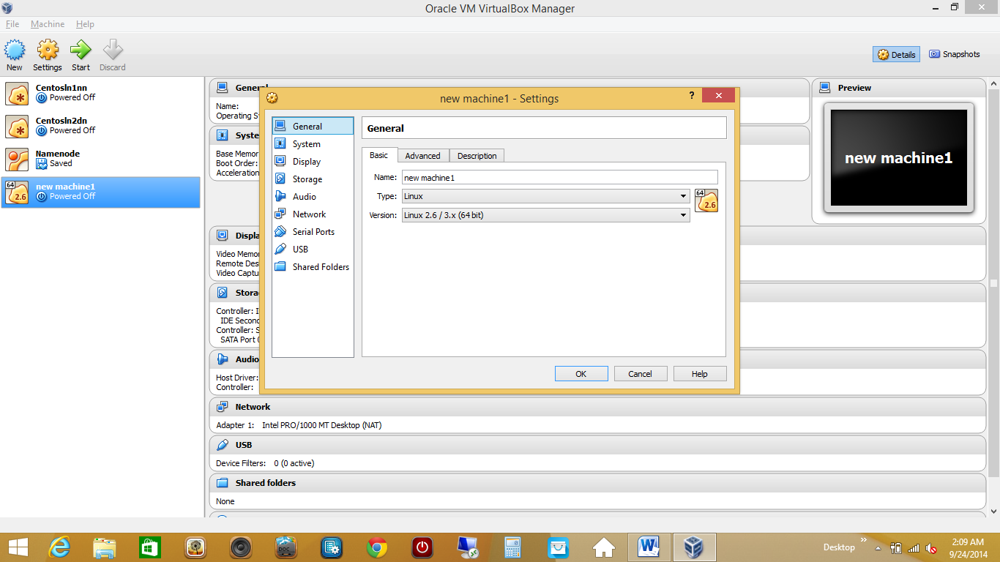 Oracle VM VirtualBox Manager
File Machine Help
New Settings Start Discard
Details Snapshots
Centosln1nn
Powered Off
Centosln2dn
Powered Off
Namenode
Saved
64
2.6
new machine1
Powered Off
General
Name:
Operating Sy
Syste
Base Memor
Boot Order:
Acceleration
Displa
Video Memo
Remote Des
Video Captu
Stora
Controller: I
IDE Second
Controller: S
SATA Port
Audio
Host Driver:
Controller:
Network
Adapter 1: Intel PRO/1000 MT Desktop (NAT)
USB
Device Filters: 0 (0 active)
Shared folders
None
Preview
new machine1
new machine1 - Settings
?
General
System
Display
Storage
Audio
Network
Serial Ports
USB
Shared Folders
General
Basic Advanced Description
Name: new machine1
Type: Linux
Version: Linux 2.6 / 3.x (64 bit)
64
2.6
OK Cancel Help
DOC
Desktop
2:09 AM
9/24/2014